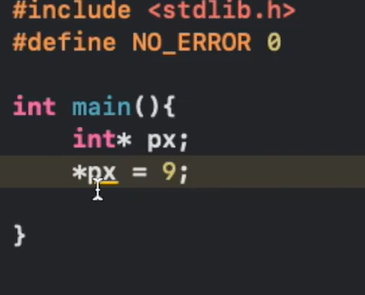 #include <stdlib.h>
#define NO_ERROR 0
int main(){
int* px;
*px = 9;
}